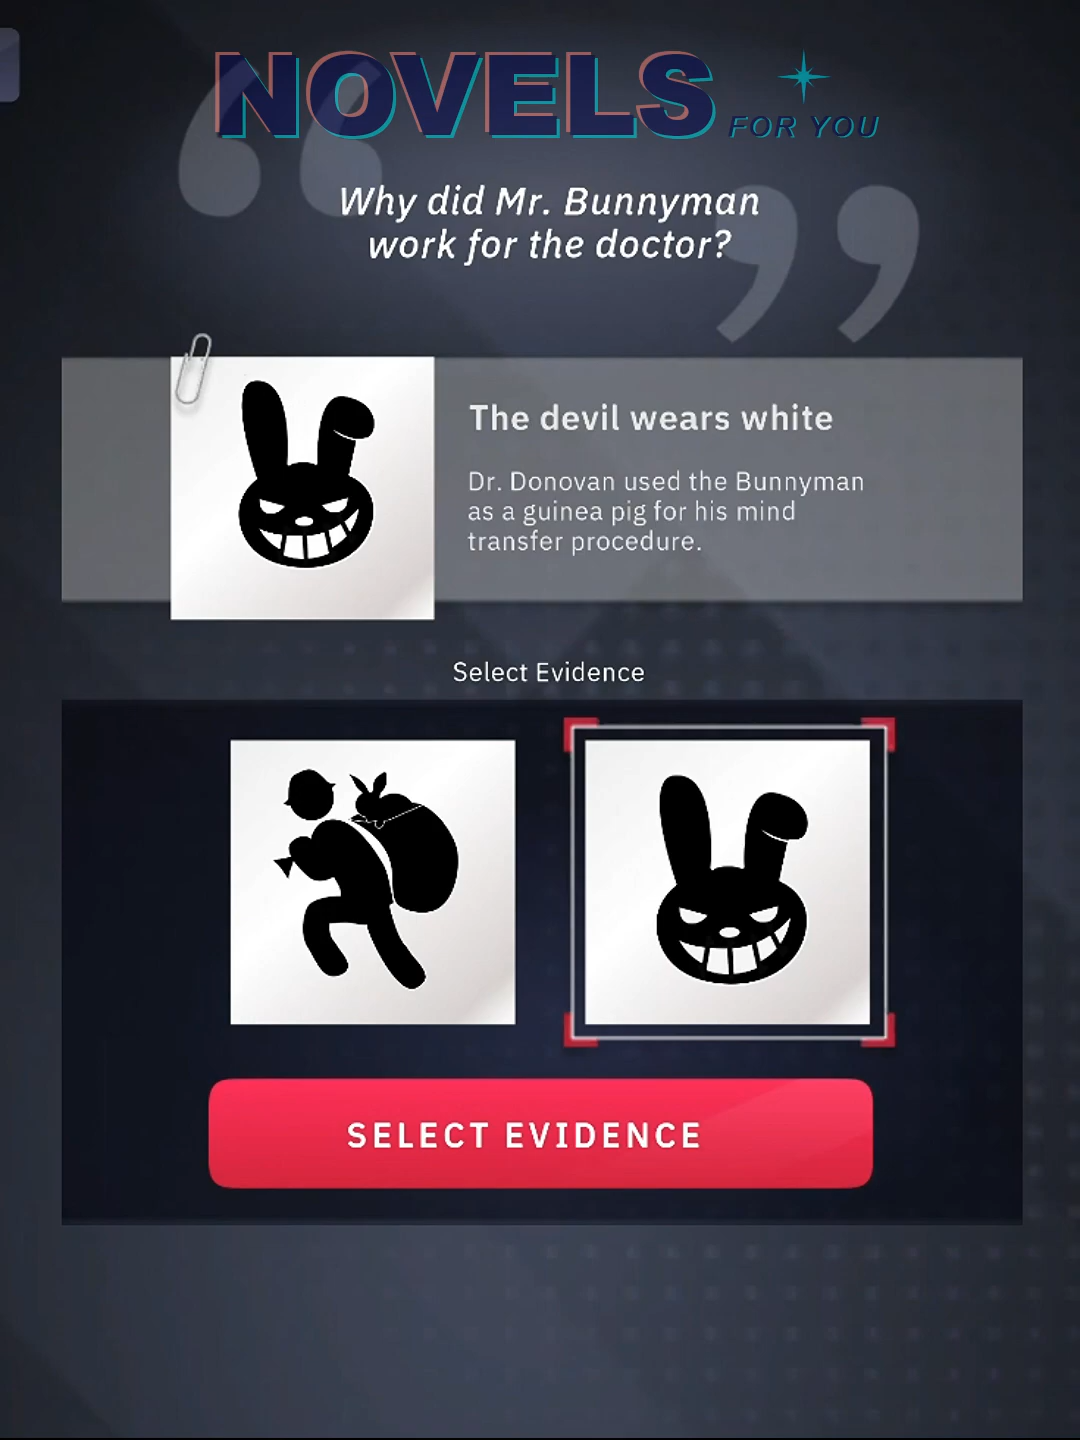 NOVELS
FOR YOU
Why did Mr. Bunnyman
work for the doctor?
The devil wears white
Dr. Donovan used the Bunnyman
as a guinea pig for his mind
transfer procedure.
Select Evidence
SELECT EVIDENCE